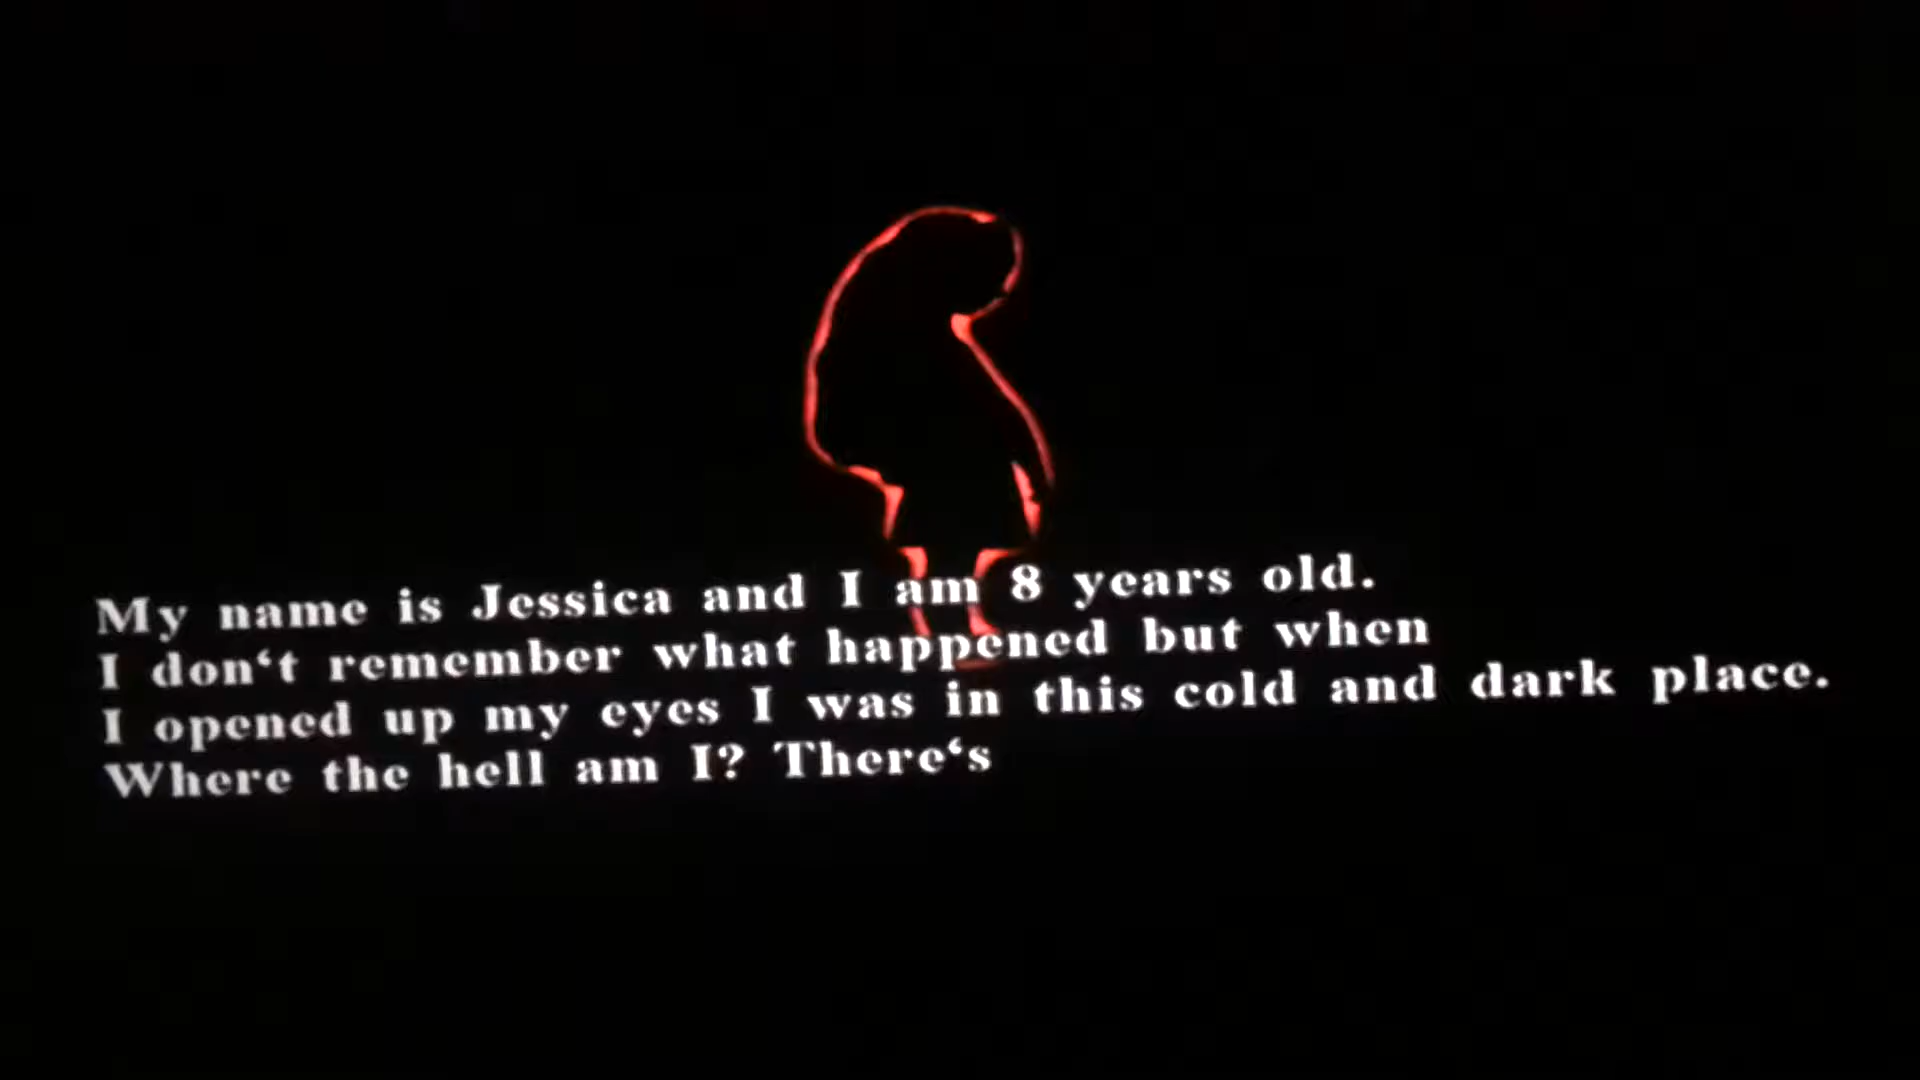 My name is Jessica and I am 8 years old.
I don‘t remember what happened but when
I opened up my eyes I was in this cold and dark place.
Where the hell am I? There‘s